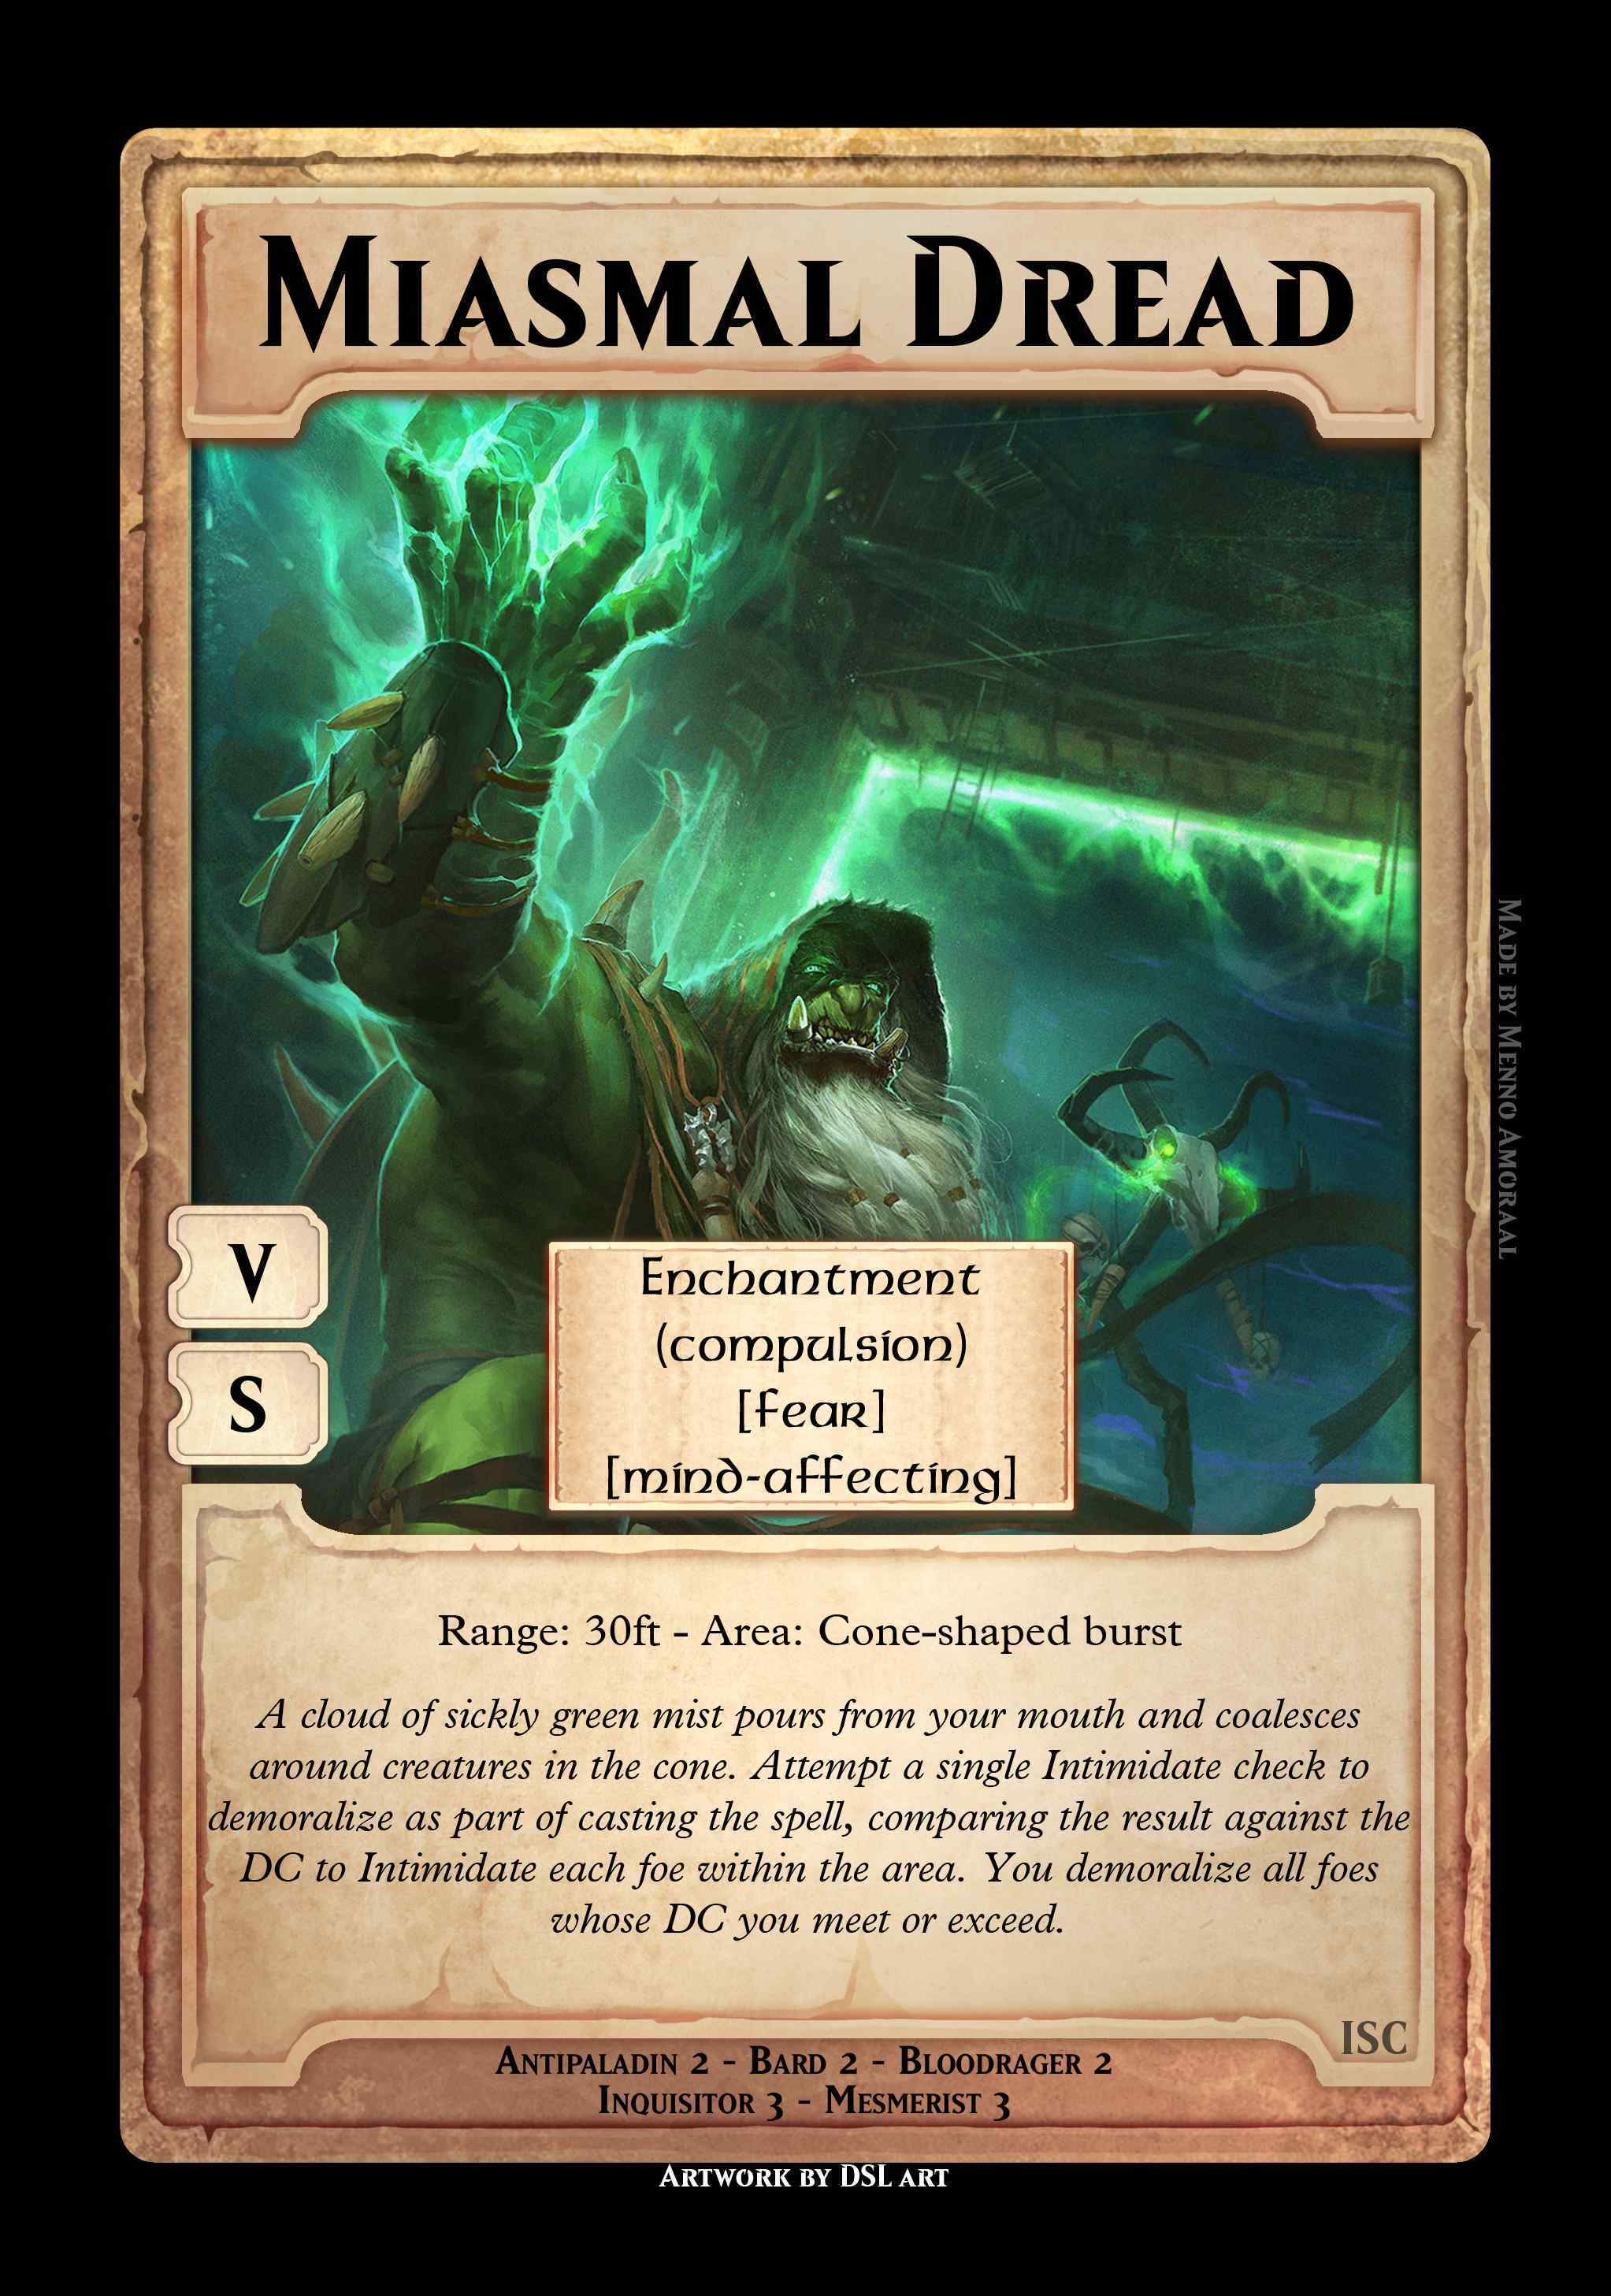 Miasmal Dread
V
S
Enchantment
(compulsion)
[fear]
[mind-affecting]
Range: 30ft - Area: Cone-shaped burst
A cloud of sickly green mist pours from your mouth and coalesces
around creatures in the cone. Attempt a single Intimidate check to
demoralize as part of casting the spell, comparing the result against the
DC to Intimidate each foe within the area. You demoralize all foes
whose DC you meet or exceed.
ISC
Antipaladin 2 - Bard 2 - Bloodrager 2
Inquisitor 3 - Mesmerist 3
Artwork by DSL art
Made by Menno Amoraal